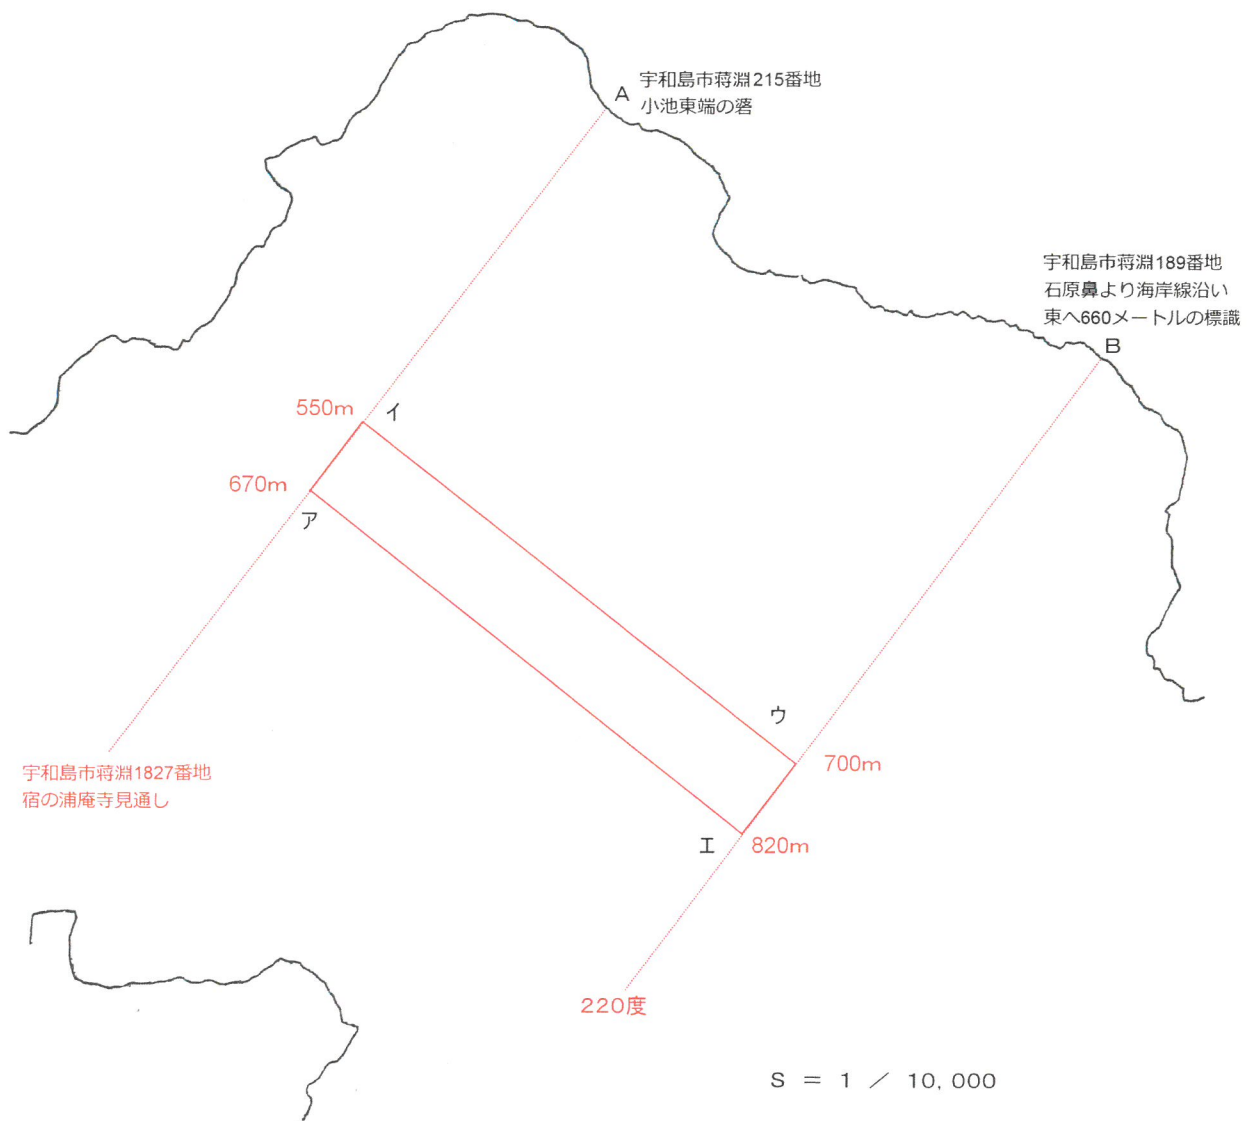 A
宇和島市蒋淵215番地
小池東端の碆
宇和島市蒋淵189番地
石原鼻より海岸線沿い
東へ660メートルの標識
B
550m
イ
670m
ア
ウ
700m
宇和島市蒋淵1827番地
宿の浦庵寺見通し
エ
820m
220度
S = 1 / 10,000